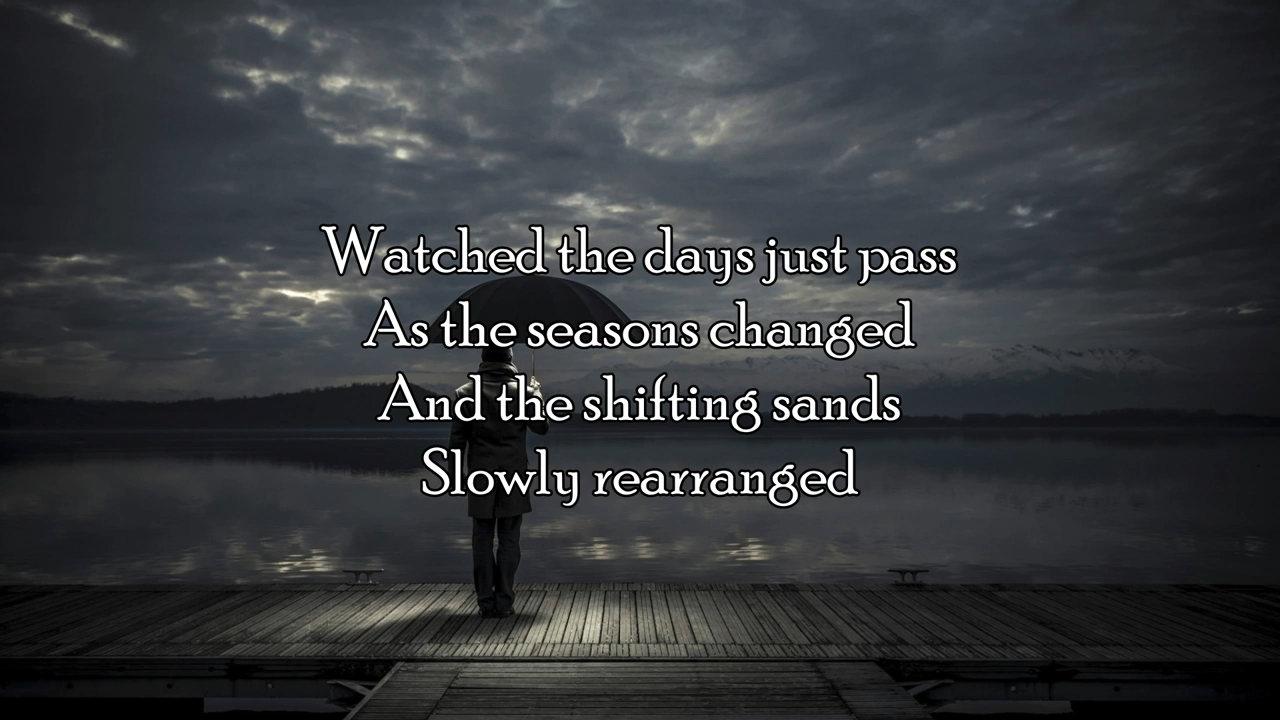 Watched the days just pass
As the seasons changed
And the shifting sands
Slowly rearranged